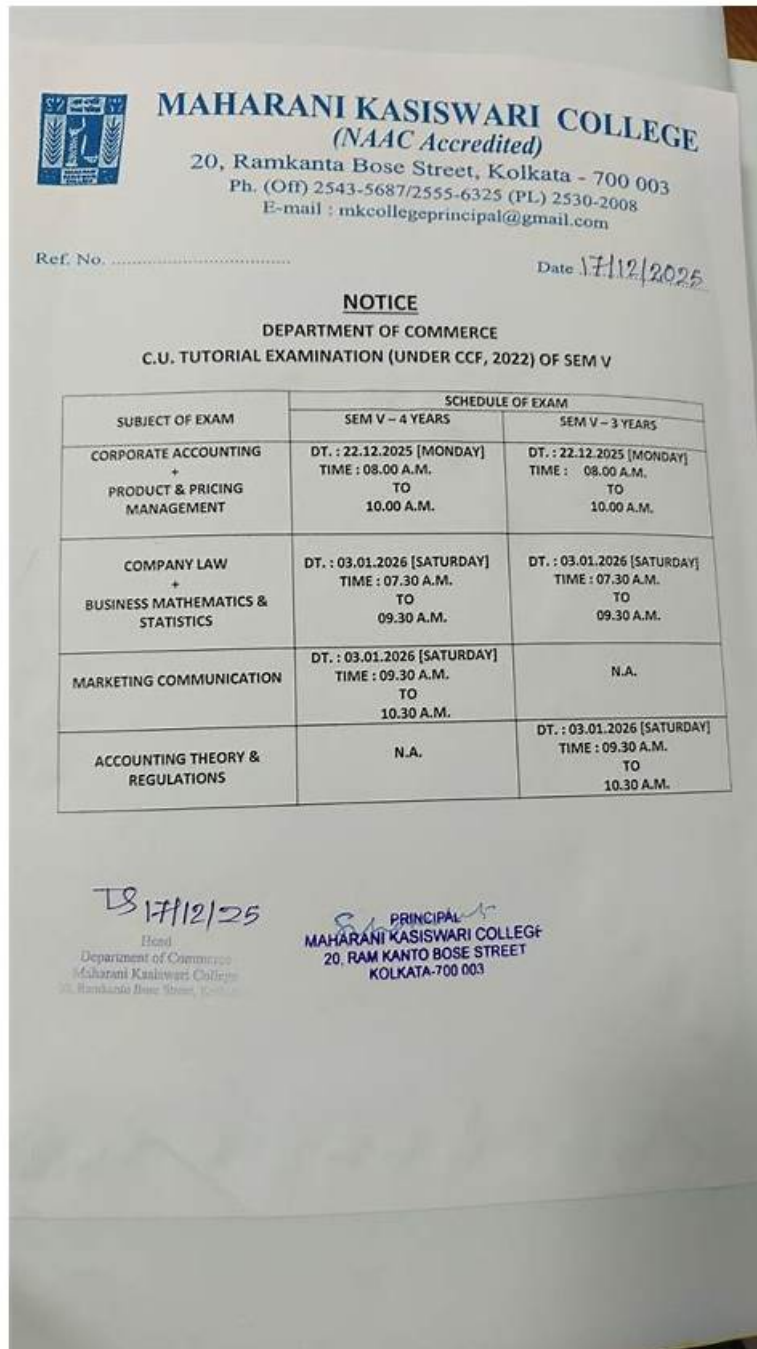 MAHARANI KASISWARI COLLEGE
(NAAC Accredited)
20, Ramkanta Bose Street, Kolkata - 700 003
Ph. (Off) 2543-5687/2555-6325 (PL) 2530-2008
E-mail : mkcollegeprincipal@gmail.com
Ref. No. ..................................
Date 17/12/2025
NOTICE
DEPARTMENT OF COMMERCE
C.U. TUTORIAL EXAMINATION (UNDER CCF, 2022) OF SEM V
SUBJECT OF EXAM
SCHEDULE OF EXAM
SEM V – 4 YEARS
SEM V – 3 YEARS
CORPORATE ACCOUNTING
+
PRODUCT & PRICING
MANAGEMENT
DT. : 22.12.2025 [MONDAY]
TIME : 08.00 A.M.
TO
10.00 A.M.
DT. : 22.12.2025 [MONDAY]
TIME : 08.00 A.M.
TO
10.00 A.M.
COMPANY LAW
+
BUSINESS MATHEMATICS &
STATISTICS
DT. : 03.01.2026 [SATURDAY]
TIME : 07.30 A.M.
TO
09.30 A.M.
DT. : 03.01.2026 [SATURDAY]
TIME : 07.30 A.M.
TO
09.30 A.M.
MARKETING COMMUNICATION
DT. : 03.01.2026 [SATURDAY]
TIME : 09.30 A.M.
TO
10.30 A.M.
N.A.
ACCOUNTING THEORY &
REGULATIONS
N.A.
DT. : 03.01.2026 [SATURDAY]
TIME : 09.30 A.M.
TO
10.30 A.M.
17/12/25
Head
Department of Commerce
Maharani Kasiswari College
20, Ramkanta Bose Street,
PRINCIPAL
MAHARANI KASISWARI COLLEGE
20, RAM KANTO BOSE STREET
KOLKATA-700 003